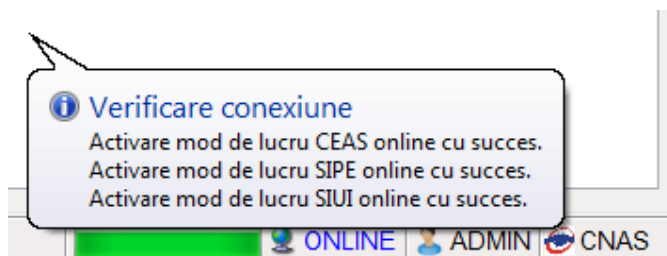 Verificare conexiune
Activare mod de lucru CEAS online cu succes.
Activare mod de lucru SIPE online cu succes.
Activare mod de lucru SIUI online cu succes.
ONLINE ADMIN CNAS